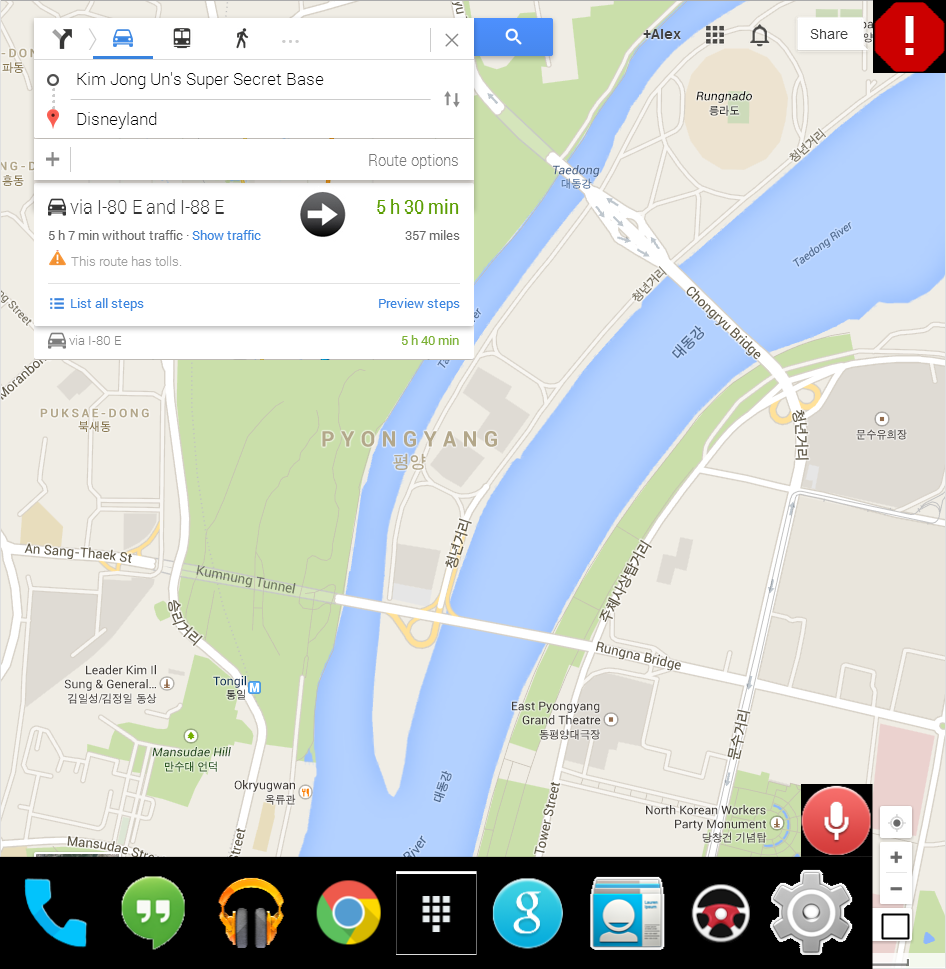 +Alex
Share
Kim Jong Un's Super Secret Base
Disneyland
Route options
via I-80 E and I-88 E
5 h 30 min
5 h 7 min without traffic · Show traffic
357 miles
This route has tolls.
List all steps
Preview steps
via I-80 E
5 h 40 min
파동
흥동
Rungnado
릉라도
청년거리
Taedong
대동강
Taedong River
청년거리
Chongryu Bridge
대동강
청년거리
문수유희장
PUKSAE-DONG
북새동
PYONGYANG
평양
청년거리
An Sang-Thaek St
Kumnung Tunnel
승리거리
주체사상탑거리
Rungna Bridge
Leader Kim Il
Sung & General...
김일성/김정일 동상
Tongil
통일
M
East Pyongyang
Grand Theatre
동평양대극장
문수거리
Mansudae Hill
만수대 언덕
Okryugwan
옥류관
대동강
North Korean Workers
Party Monument
당창건 기념탑
Tower Street
Street
River
g